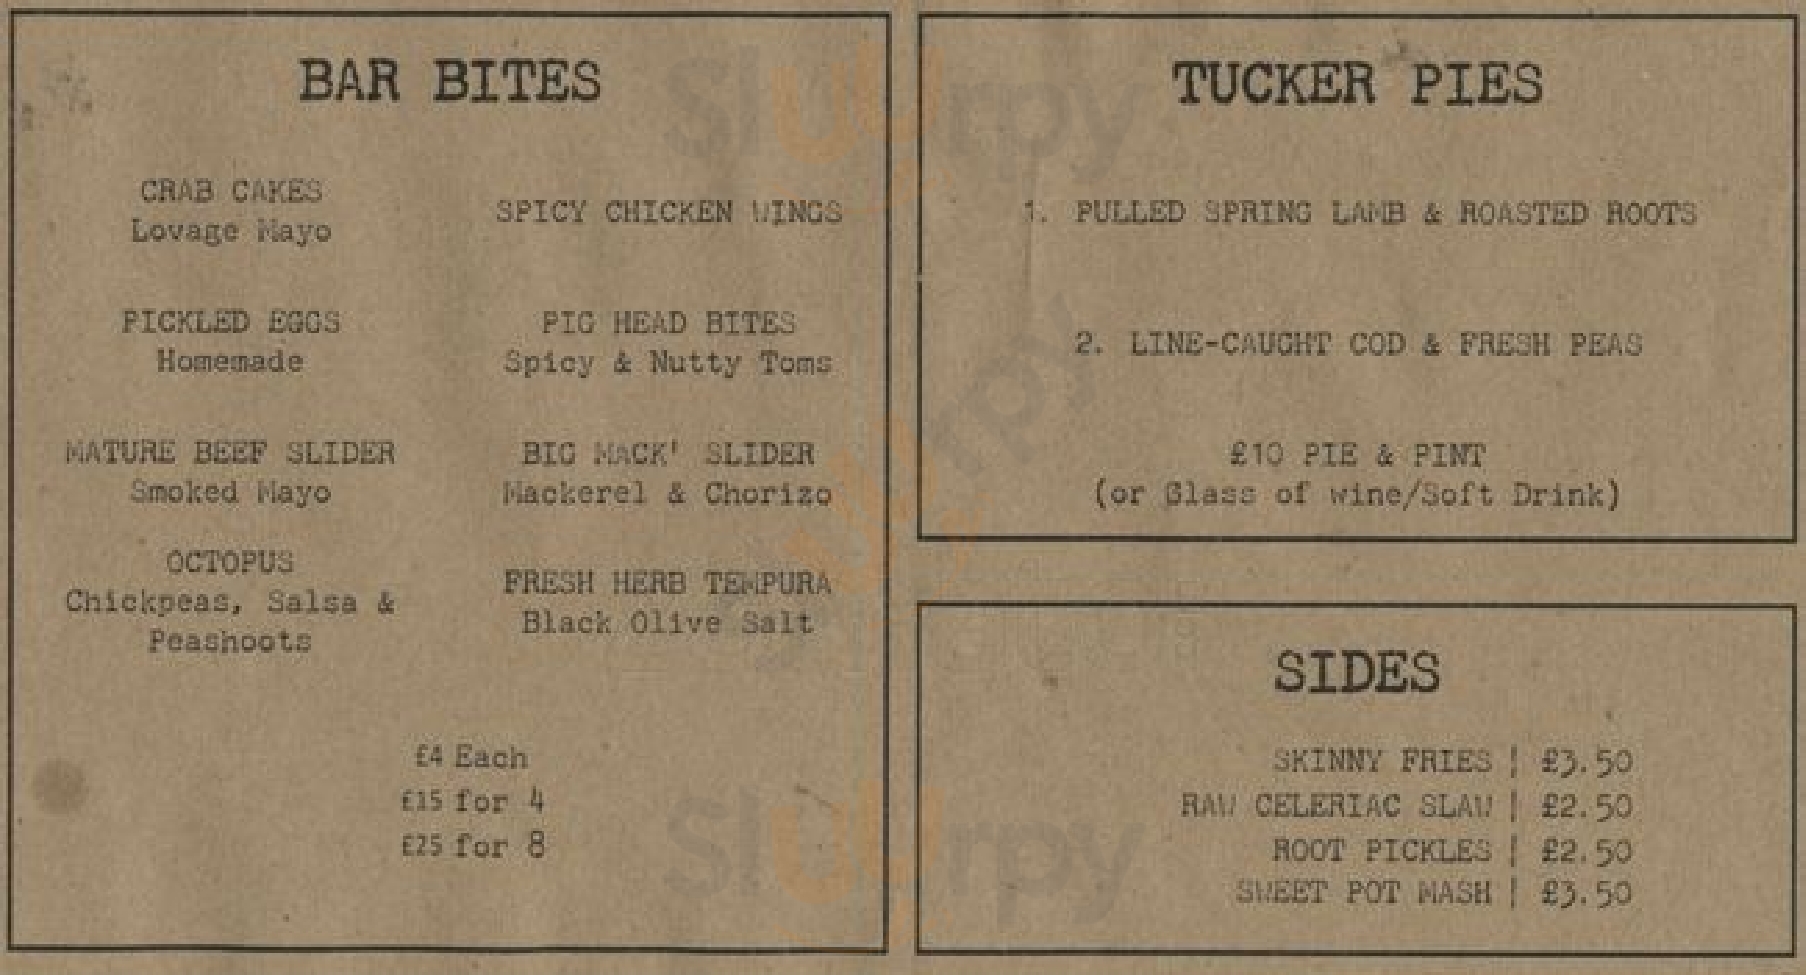 BAR BITES
CRAB CAKES
Lovage Mayo
SPICY CHICKEN WINGS
PICKLED EGGS
Homemade
PIG HEAD BITES
Spicy & Nutty Toms
MATURE BEEF SLIDER
Smoked Mayo
BIG MACK' SLIDER
Mackerel & Chorizo
OCTOPUS
Chickpeas, Salsa &
Peashoots
FRESH HERB TEMPURA
Black Olive Salt
£4 Each
£15 for 4
£25 for 8
TUCKER PIES
1. PULLED SPRING LAMB & ROASTED ROOTS
2. LINE-CAUGHT COD & FRESH PEAS
£10 PIE & PINT
(or Glass of wine/Soft Drink)
SIDES
SKINNY FRIES | £3.50
RAW CELERIAC SLAW | £2.50
ROOT PICKLES | £2.50
SWEET POT MASH | £3.50
Sluurpy
Sluurpy
Sluurpy